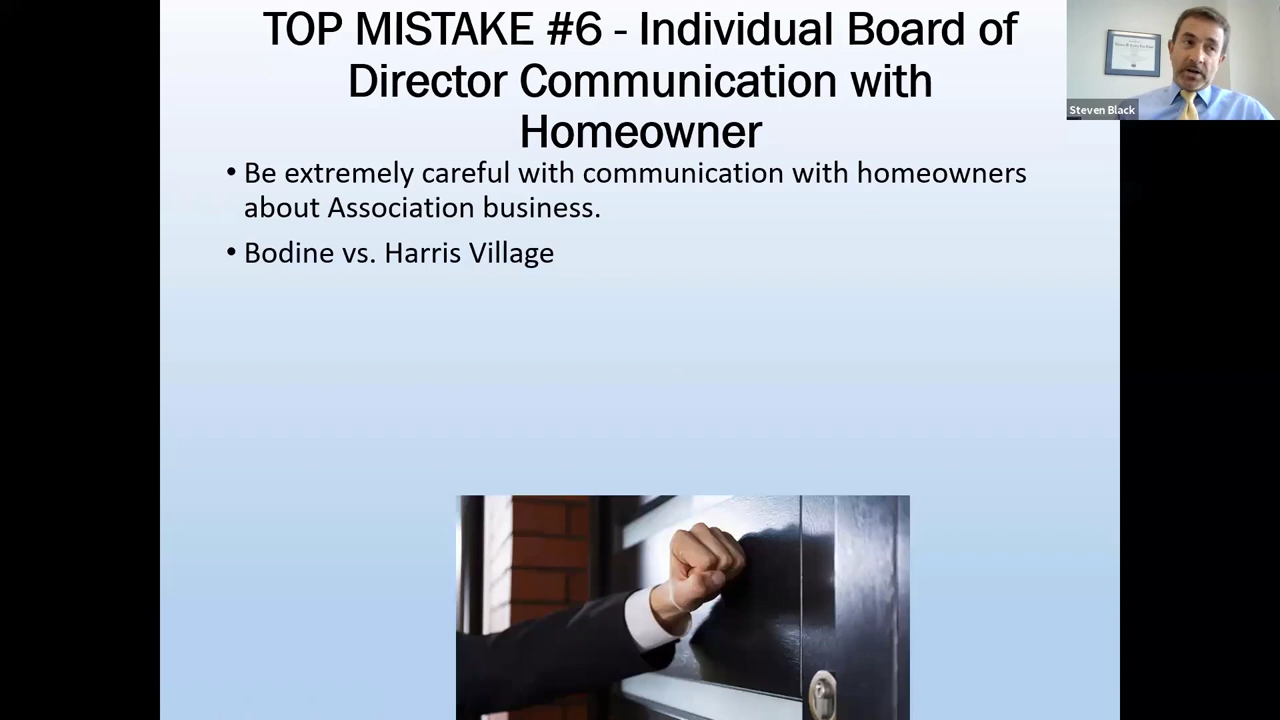 TOP MISTAKE #6 - Individual Board of
Director Communication with
Homeowner
Steven Black
• Be extremely careful with communication with homeowners
about Association business.
• Bodine vs. Harris Village